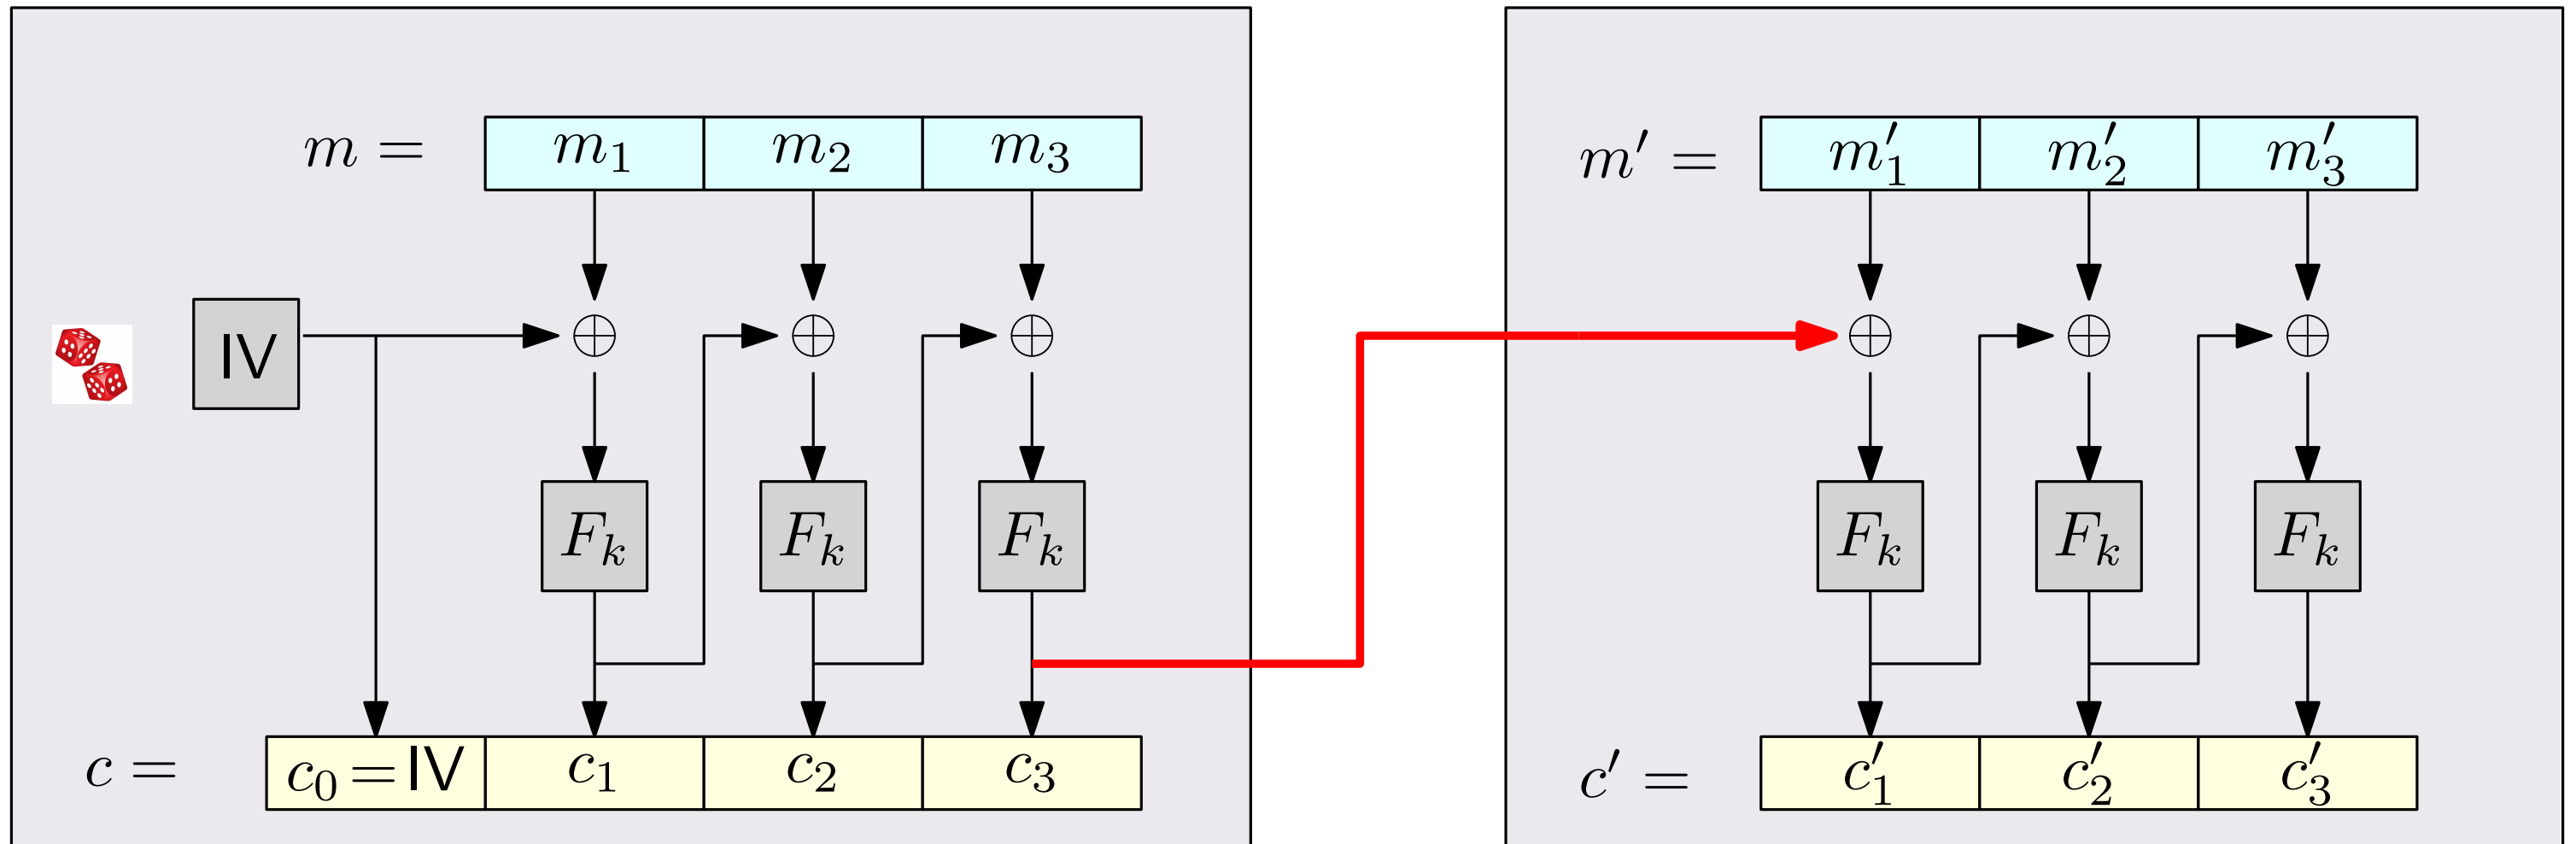 m = m₁ m₂ m₃
m′ = m′₁ m′₂ m′₃
IV
Fₖ Fₖ Fₖ
Fₖ Fₖ Fₖ
c = c₀ = IV c₁ c₂ c₃
c′ = c′₁ c′₂ c′₃